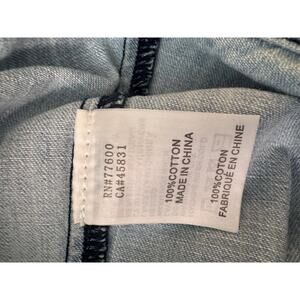 RN#77600
CA#45831
100%COTTON
MADE IN CHINA
100%COTON
FABRIQUÉ EN CHINE